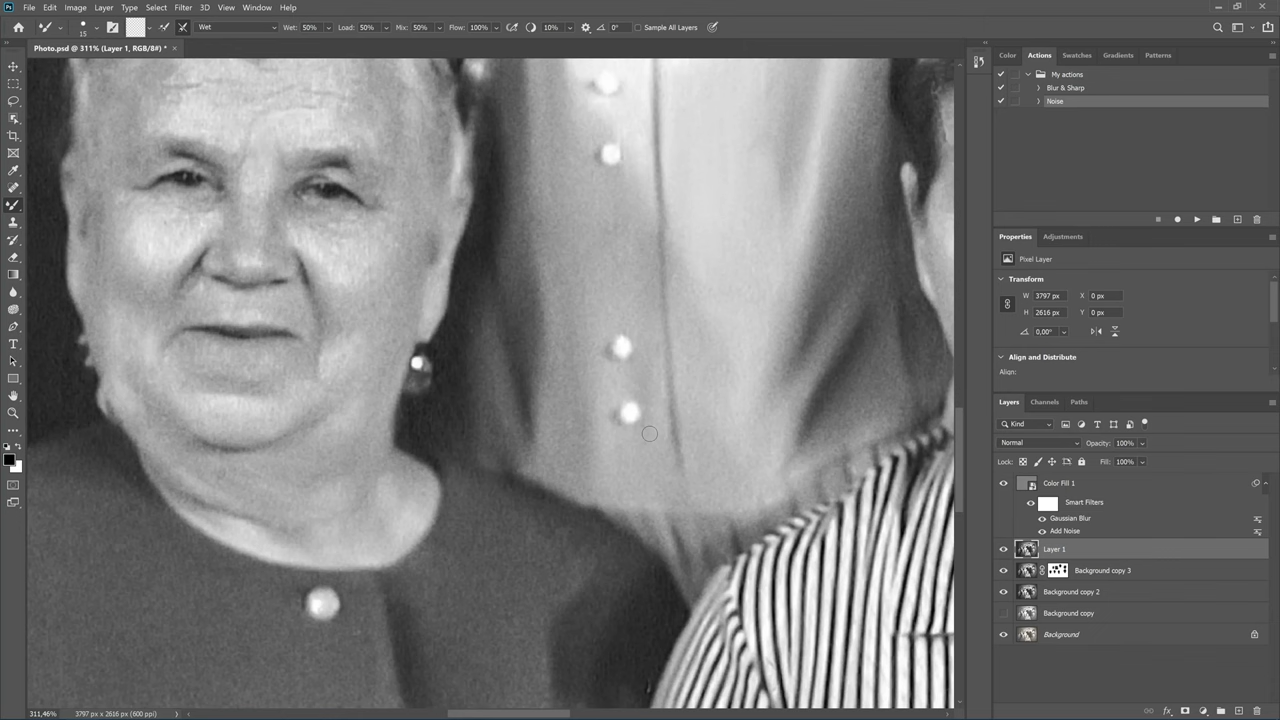 File Edit Image Layer Type Select Filter 3D View Window Help
15 Wet Wet: 50% Load: 50% Mix: 50% Flow: 100% 10% 0° Sample All Layers
Photo.psd @ 311% (Layer 1, RGB/8#) *
Color Actions Swatches Gradients Patterns
My actions
Blur & Sharp
Noise
Properties Adjustments
Pixel Layer
Transform
W 3797 px X 0 px
H 2616 px Y 0 px
0,00°
Align and Distribute
Align:
Layers Channels Paths
Kind
Normal Opacity: 100%
Lock: Fill: 100%
Color Fill 1
Smart Filters
Gaussian Blur
Add Noise
Layer 1
Background copy 3
Background copy 2
Background copy
Background
311,46% 3797 px x 2616 px (600 ppi)